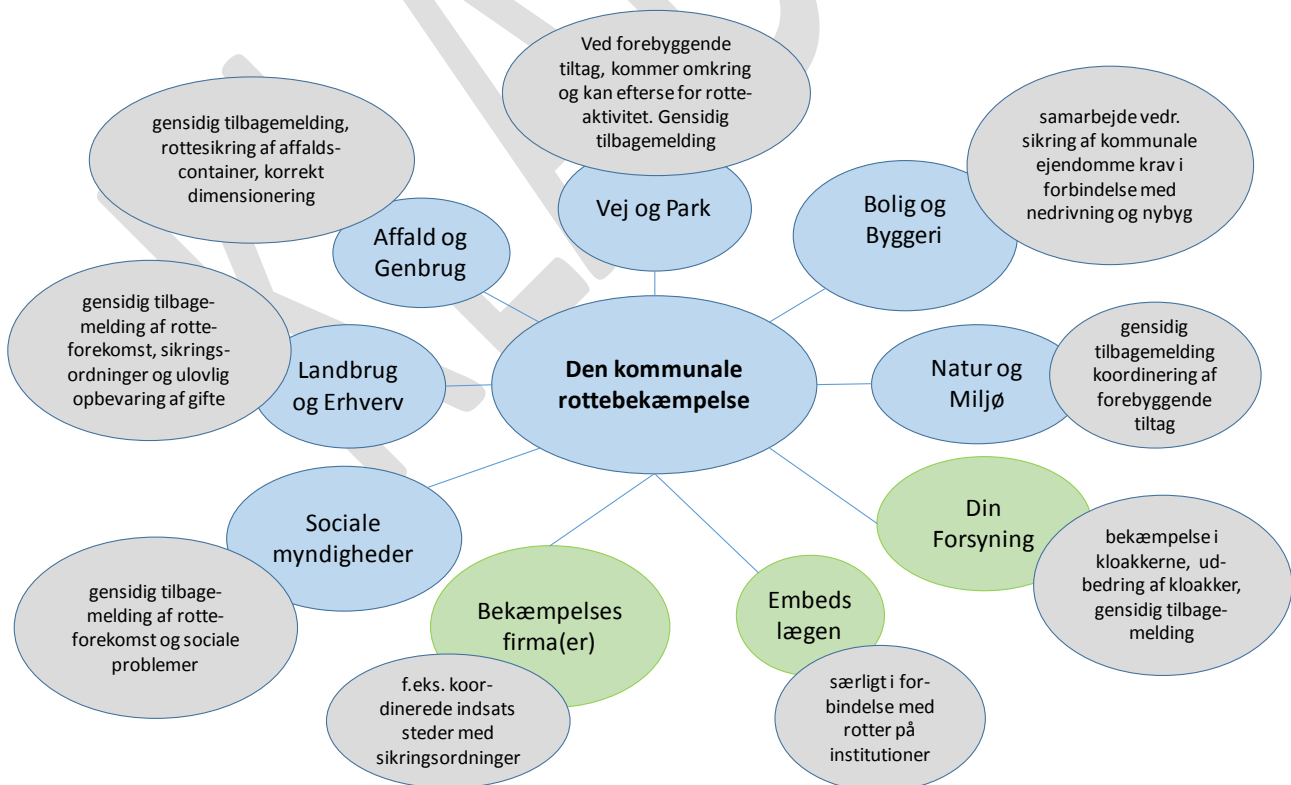 Ved forebyggende
tiltag, kommer omkring
og kan efterse for rotte-
aktivitet. Gensidig
tilbagemelding
Vej og Park
gensidig tilbagemelding,
rottesikring af affalds-
container, korrekt
dimensionering
Affald og
Genbrug
samarbejde vedr.
sikring af kommunale
ejendomme krav i
forbindelse med
nedrivning og nybyg
Bolig og
Byggeri
gensidig tilbage-
melding af rotte-
forekomst, sikrings-
ordninger og ulovlig
opbevaring af gifte
Landbrug
og Erhverv
Den kommunale
rottebekæmpelse
Natur og
Miljø
gensidig
tilbagemelding
koordinering af
forebyggende
tiltag
Sociale
myndigheder
gensidig tilbage-
melding af rotte-
forekomst og sociale
problemer
Bekæmpelses
firma(er)
f.eks. koor-
dinerede indsats
steder med
sikringsordninger
Embeds
lægen
særligt i for-
bindelse med
rotter på
institutioner
Din
Forsyning
bekæmpelse i
kloakkerne, ud-
bedring af kloakker,
gensidig tilbage-
melding